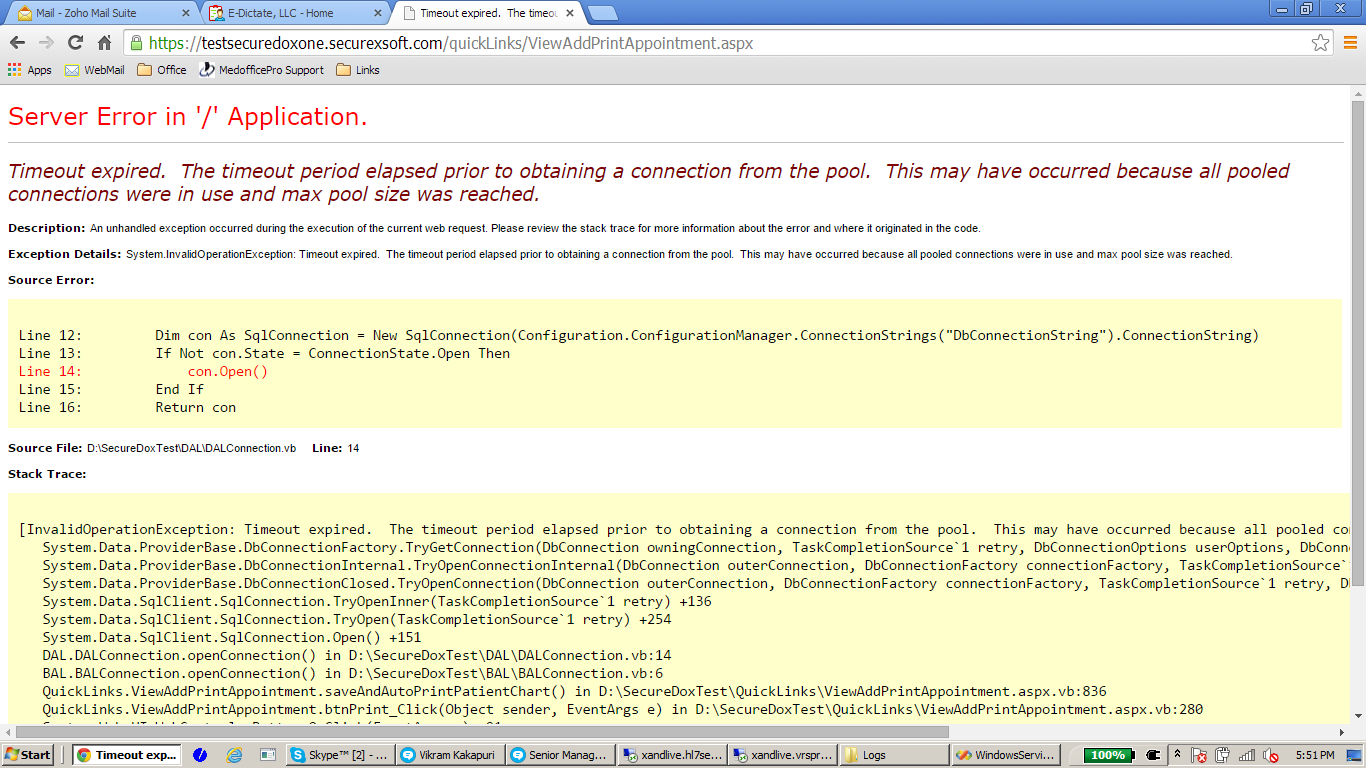 Mail - Zoho Mail Suite
E-Dictate, LLC - Home
Timeout expired.  The timeou
https://testsecuredoxone.securexsoft.com/quickLinks/ViewAddPrintAppointment.aspx
Apps WebMail Office MedofficePro Support Links
Server Error in '/' Application.
Timeout expired.  The timeout period elapsed prior to obtaining a connection from the pool.  This may have occurred because all pooled
connections were in use and max pool size was reached.
Description: An unhandled exception occurred during the execution of the current web request. Please review the stack trace for more information about the error and where it originated in the code.
Exception Details: System.InvalidOperationException: Timeout expired.  The timeout period elapsed prior to obtaining a connection from the pool.  This may have occurred because all pooled connections were in use and max pool size was reached.
Source Error:
Line 12:         Dim con As SqlConnection = New SqlConnection(Configuration.ConfigurationManager.ConnectionStrings("DbConnectionString").ConnectionString)
Line 13:         If Not con.State = ConnectionState.Open Then
Line 14:             con.Open()
Line 15:         End If
Line 16:         Return con
Source File: D:\SecureDoxTest\DAL\DALConnection.vb    Line: 14
Stack Trace:
[InvalidOperationException: Timeout expired.  The timeout period elapsed prior to obtaining a connection from the pool.  This may have occurred because all pooled co
System.Data.ProviderBase.DbConnectionFactory.TryGetConnection(DbConnection owningConnection, TaskCompletionSource`1 retry, DbConnectionOptions userOptions, DbConn
System.Data.ProviderBase.DbConnectionInternal.TryOpenConnectionInternal(DbConnection outerConnection, DbConnectionFactory connectionFactory, TaskCompletionSource`
System.Data.ProviderBase.DbConnectionClosed.TryOpenConnection(DbConnection outerConnection, DbConnectionFactory connectionFactory, TaskCompletionSource`1 retry, Db
System.Data.SqlClient.SqlConnection.TryOpenInner(TaskCompletionSource`1 retry) +136
System.Data.SqlClient.SqlConnection.TryOpen(TaskCompletionSource`1 retry) +254
System.Data.SqlClient.SqlConnection.Open() +151
DAL.DALConnection.openConnection() in D:\SecureDoxTest\DAL\DALConnection.vb:14
BAL.BALConnection.openConnection() in D:\SecureDoxTest\BAL\BALConnection.vb:6
QuickLinks.ViewAddPrintAppointment.saveAndAutoPrintPatientChart() in D:\SecureDoxTest\QuickLinks\ViewAddPrintAppointment.aspx.vb:836
QuickLinks.ViewAddPrintAppointment.btnPrint_Click(Object sender, EventArgs e) in D:\SecureDoxTest\QuickLinks\ViewAddPrintAppointment.aspx.vb:280
Start Timeout exp... Skype™ [2] - ... Vikram Kakapuri Senior Manag... xandlive.hl7se... xandlive.vrspr... Logs WindowsServi... 100% 5:51 PM